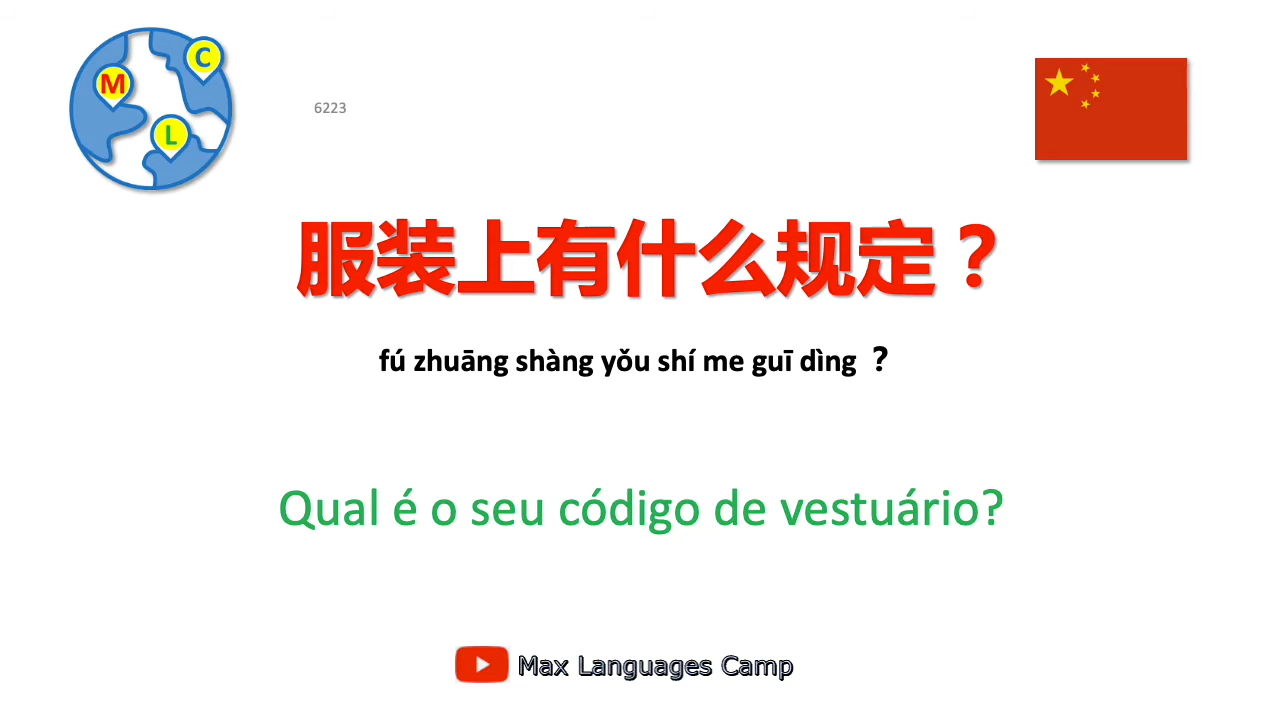 C
M
L
6223
服装上有什么规定？
fú zhuāng shàng yǒu shí me guī dìng ？
Qual é o seu código de vestuário?
Max Languages Camp